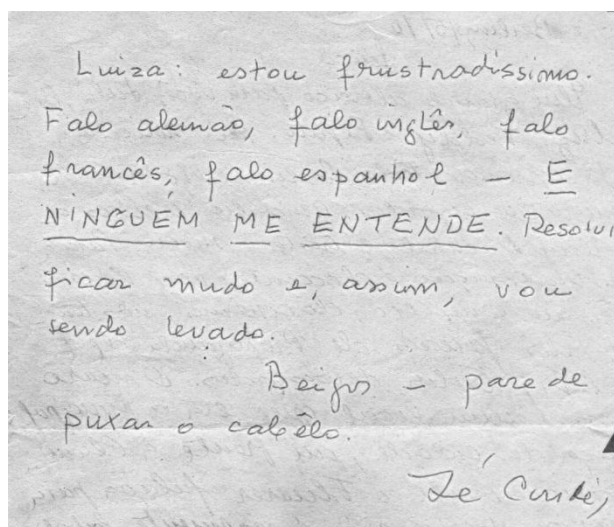 Luiza: estou frustradíssimo.
Falo alemão, falo inglês, falo
francês, falo espanhol – E
NINGUÉM ME ENTENDE. Resolvi
ficar mudo e, assim, vou
sendo levado.
Beijos – pare de
puxar o cabêlo.
Zé Condé,